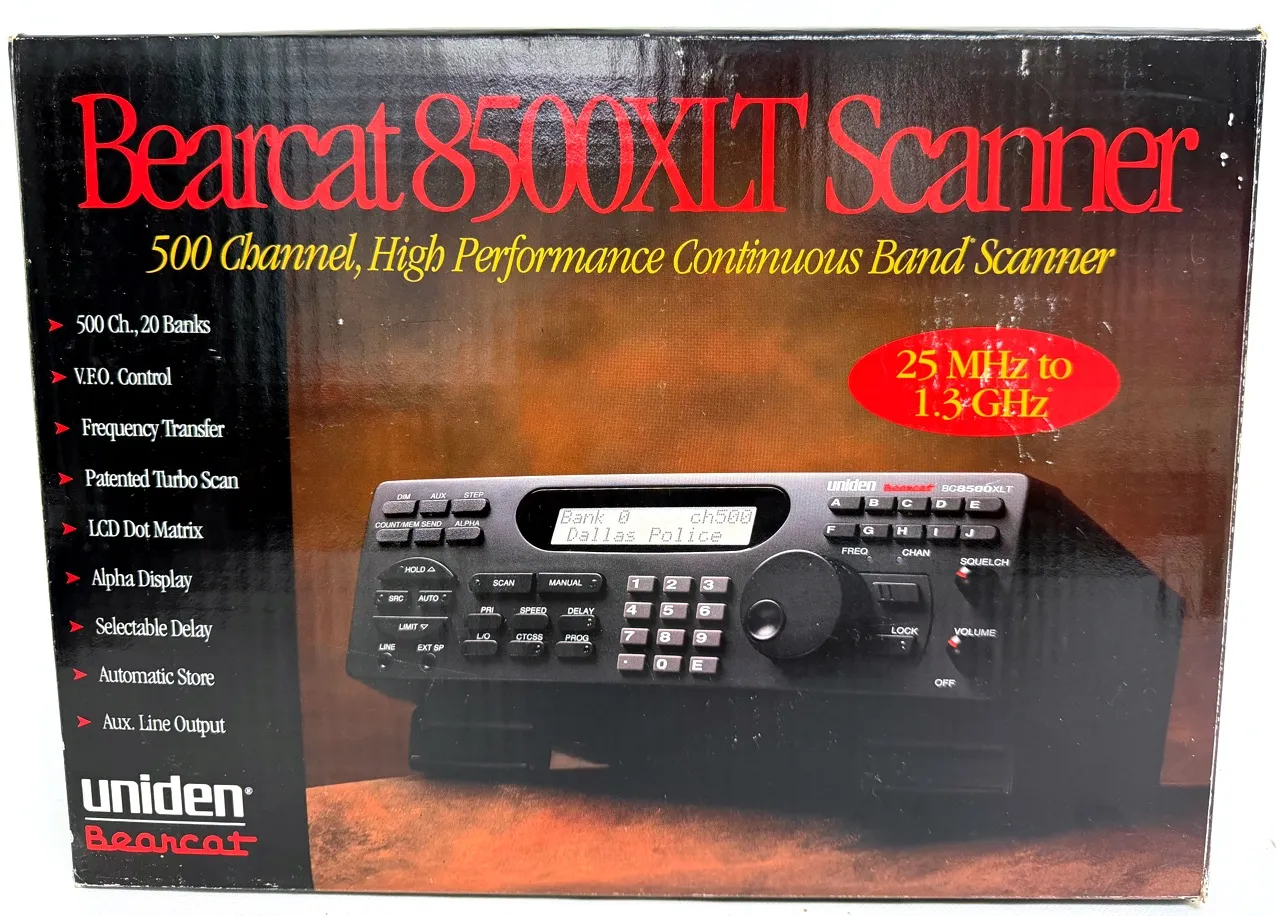 Bearcat 8500XLT Scanner
500 Channel, High Performance Continuous Band® Scanner
500 Ch., 20 Banks
V.F.O. Control
Frequency Transfer
Patented Turbo Scan
LCD Dot Matrix
Alpha Display
Selectable Delay
Automatic Store
Aux. Line Output
25 MHz to
1.3 GHz
uniden Bearcat BC8500XLT
DIM AUX STEP
COUNT/MEM SEND ALPHA
Bank 0 ch500
Dallas Police
A B C D E
F G H I J
FREQ CHAN
HOLD
SRC AUTO
LIMIT
LINE EXT SP
SCAN MANUAL
PRI SPEED DELAY
L/O CTCSS PROG
1 2 3
4 5 6
7 8 9
· 0 E
SQUELCH
LOCK
VOLUME
OFF
uniden®
Bearcat